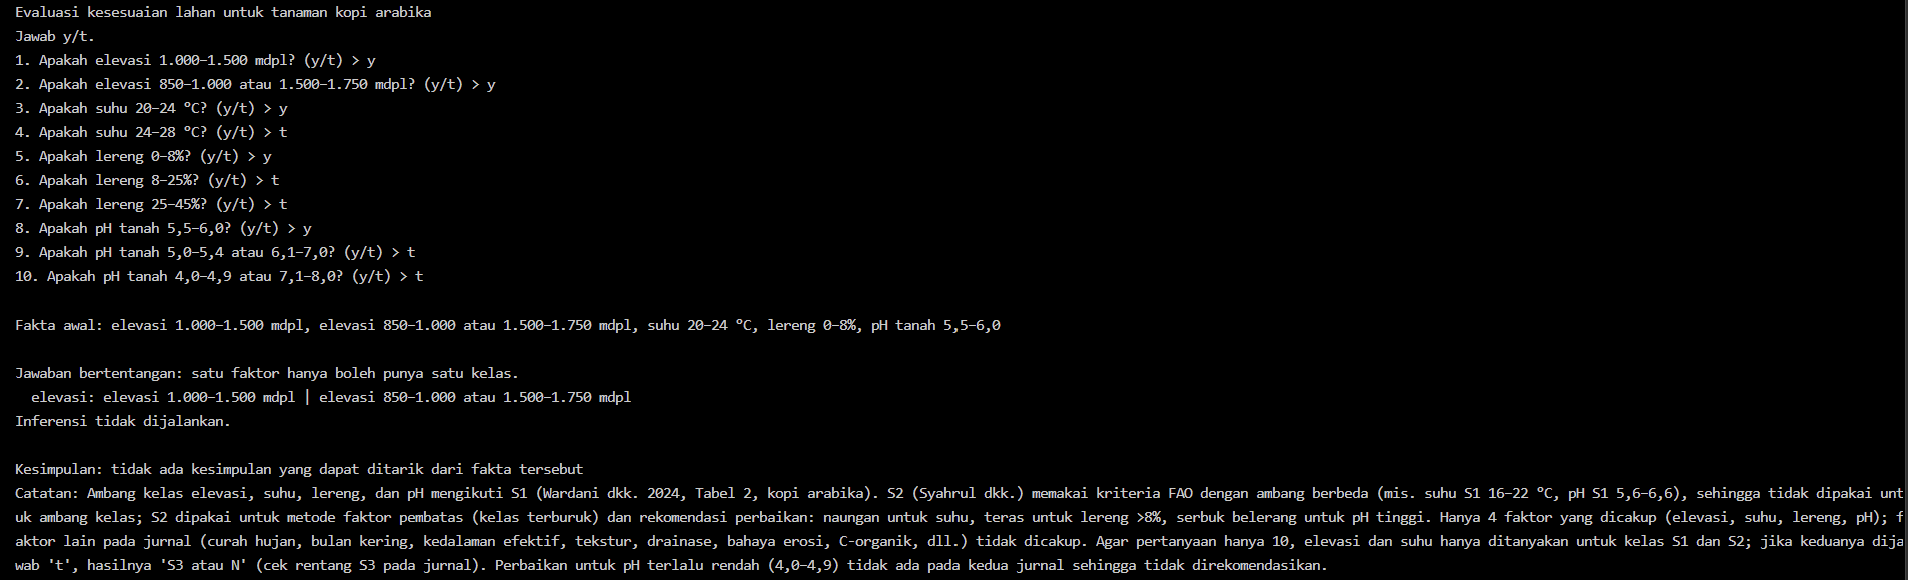 Evaluasi kesesuaian lahan untuk tanaman kopi arabika
Jawab y/t.
1. Apakah elevasi 1.000–1.500 mdpl? (y/t) > y
2. Apakah elevasi 850–1.000 atau 1.500–1.750 mdpl? (y/t) > y
3. Apakah suhu 20–24 °C? (y/t) > y
4. Apakah suhu 24–28 °C? (y/t) > t
5. Apakah lereng 0–8%? (y/t) > y
6. Apakah lereng 8–25%? (y/t) > t
7. Apakah lereng 25–45%? (y/t) > t
8. Apakah pH tanah 5,5–6,0? (y/t) > y
9. Apakah pH tanah 5,0–5,4 atau 6,1–7,0? (y/t) > t
10. Apakah pH tanah 4,0–4,9 atau 7,1–8,0? (y/t) > t
Fakta awal: elevasi 1.000–1.500 mdpl, elevasi 850–1.000 atau 1.500–1.750 mdpl, suhu 20–24 °C, lereng 0–8%, pH tanah 5,5–6,0
Jawaban bertentangan: satu faktor hanya boleh punya satu kelas.
elevasi: elevasi 1.000–1.500 mdpl | elevasi 850–1.000 atau 1.500–1.750 mdpl
Inferensi tidak dijalankan.
Kesimpulan: tidak ada kesimpulan yang dapat ditarik dari fakta tersebut
Catatan: Ambang kelas elevasi, suhu, lereng, dan pH mengikuti S1 (Wardani dkk. 2024, Tabel 2, kopi arabika). S2 (Syahrul dkk.) memakai kriteria FAO dengan ambang berbeda (mis. suhu S1 16–22 °C, pH S1 5,6–6,6), sehingga tidak dipakai unt
uk ambang kelas; S2 dipakai untuk metode faktor pembatas (kelas terburuk) dan rekomendasi perbaikan: naungan untuk suhu, teras untuk lereng >8%, serbuk belerang untuk pH tinggi. Hanya 4 faktor yang dicakup (elevasi, suhu, lereng, pH); f
aktor lain pada jurnal (curah hujan, bulan kering, kedalaman efektif, tekstur, drainase, bahaya erosi, C-organik, dll.) tidak dicakup. Agar pertanyaan hanya 10, elevasi dan suhu hanya ditanyakan untuk kelas S1 dan S2; jika keduanya dija
wab 't', hasilnya 'S3 atau N' (cek rentang S3 pada jurnal). Perbaikan untuk pH terlalu rendah (4,0–4,9) tidak ada pada kedua jurnal sehingga tidak direkomendasikan.